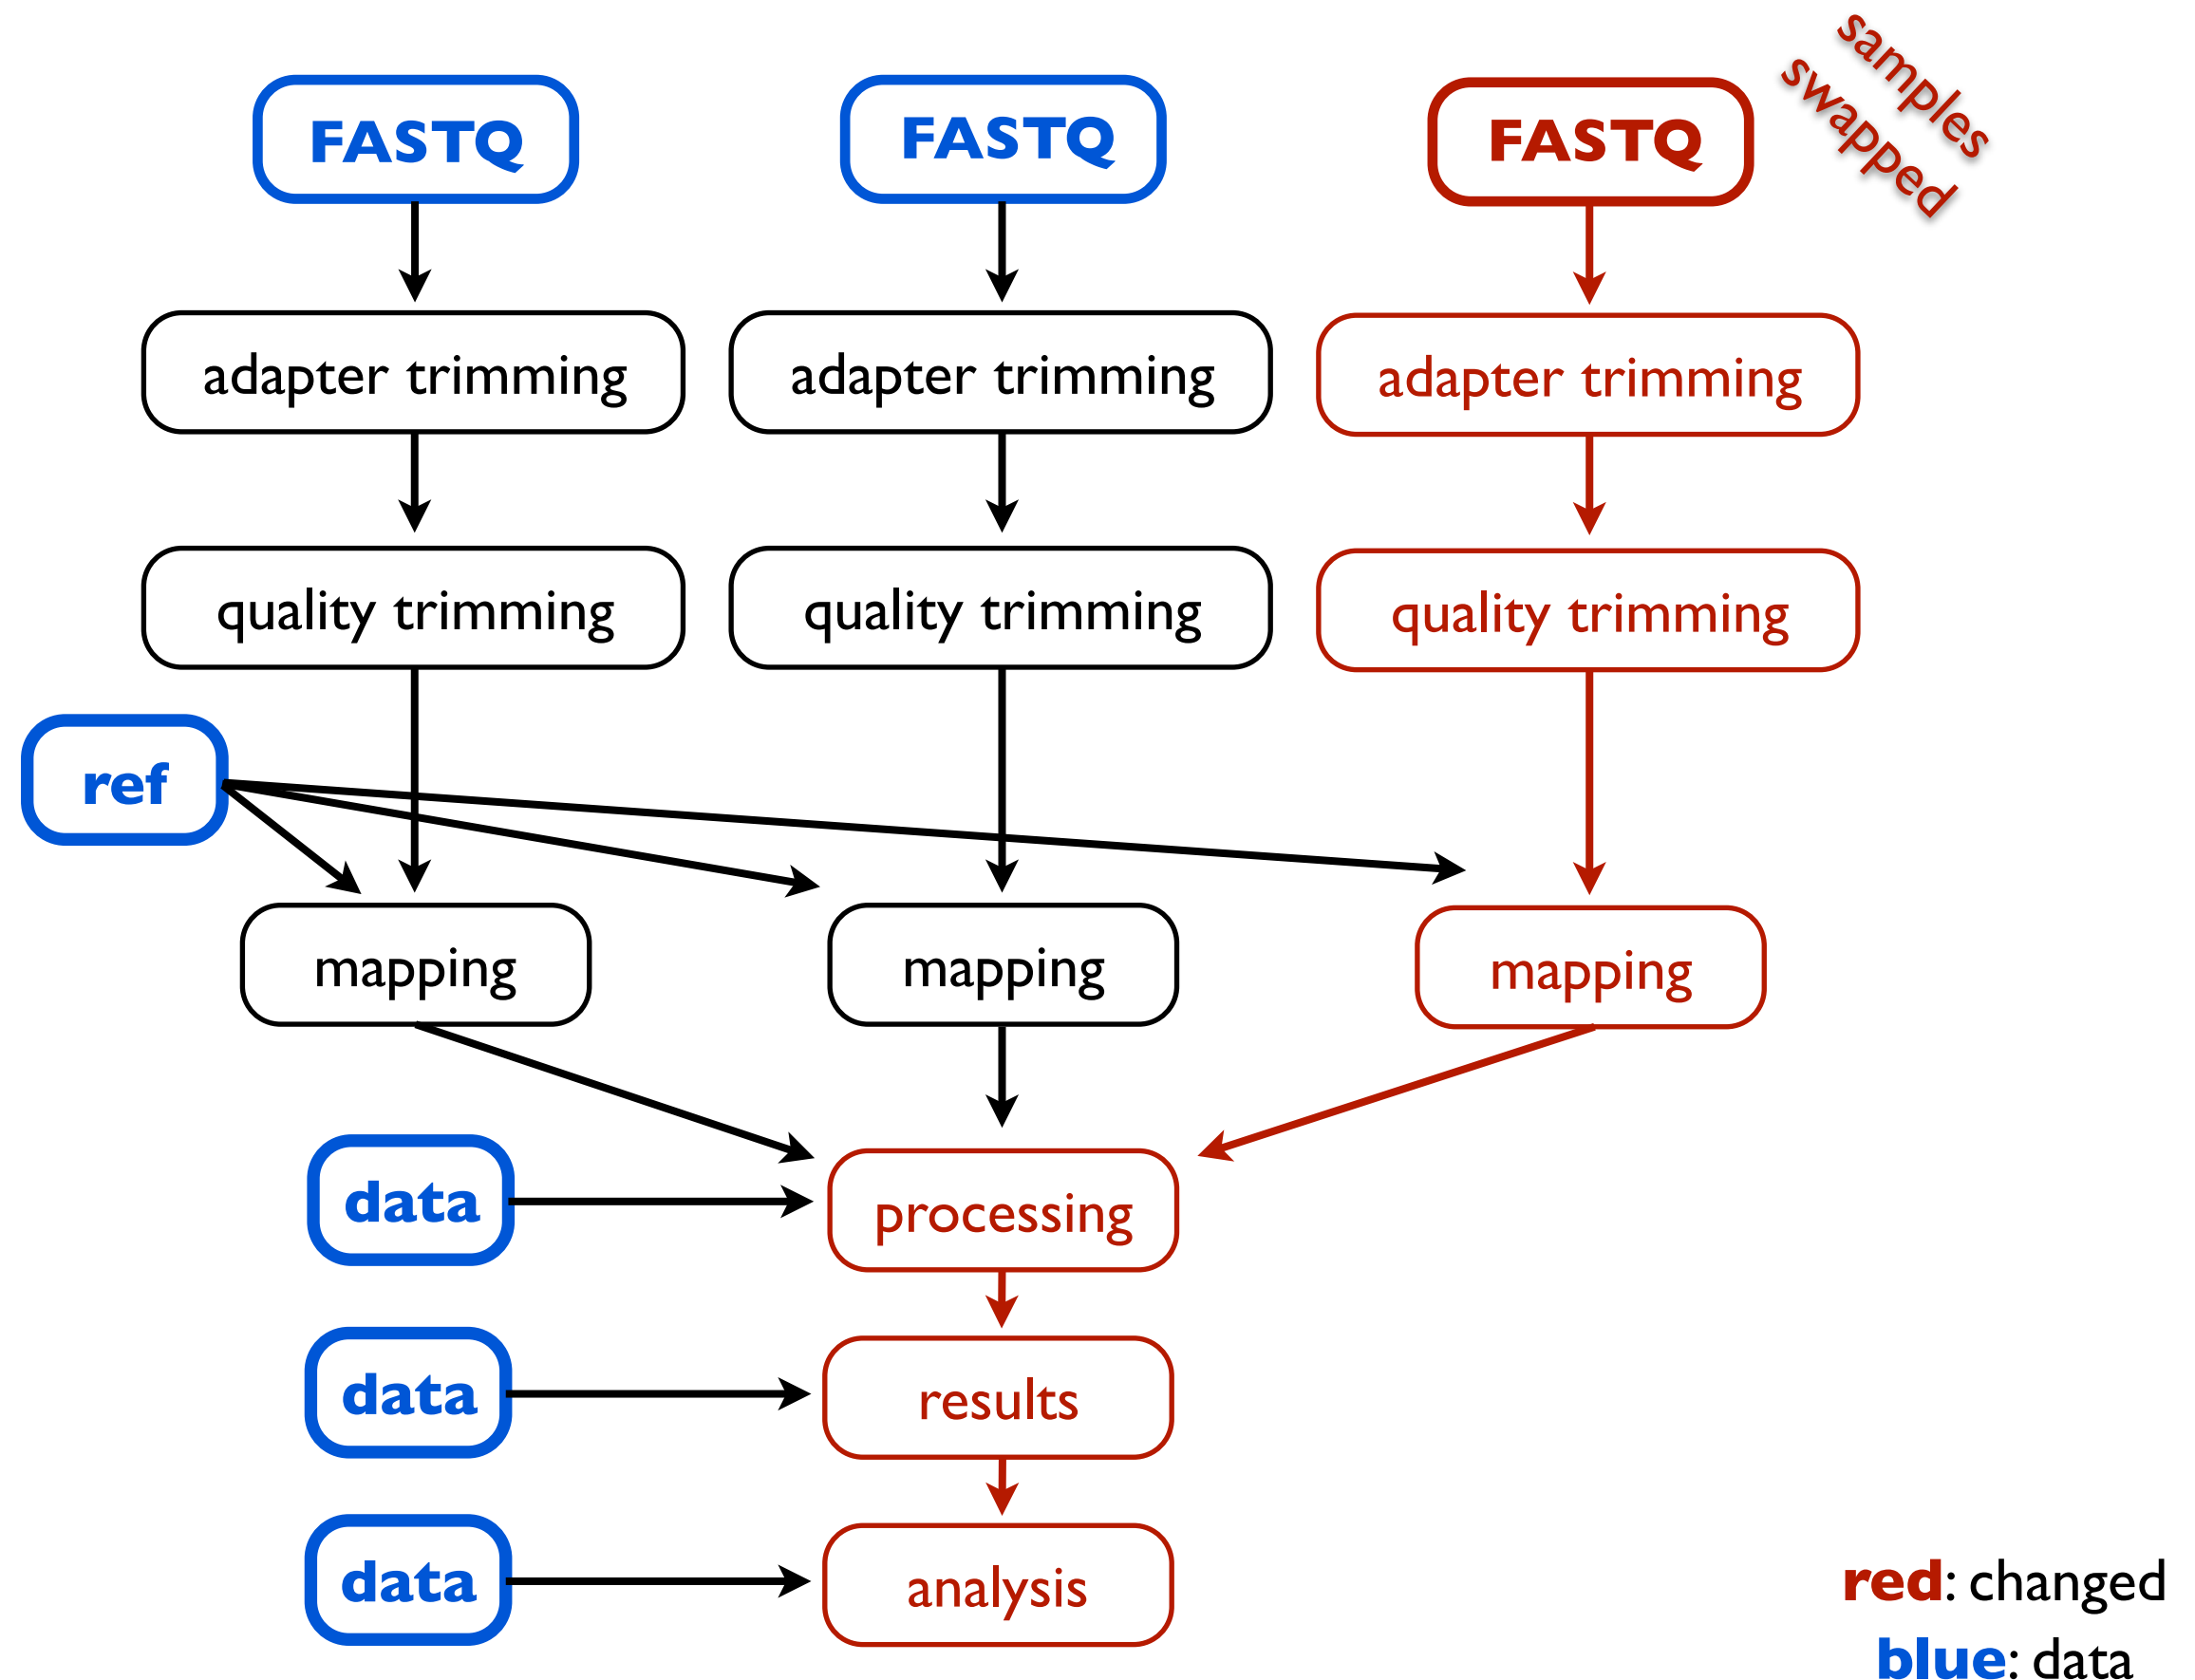 samples
swapped
FASTQ
FASTQ
FASTQ
adapter trimming
adapter trimming
adapter trimming
quality trimming
quality trimming
quality trimming
ref
mapping
mapping
mapping
data
processing
data
results
data
analysis
red: changed
blue: data